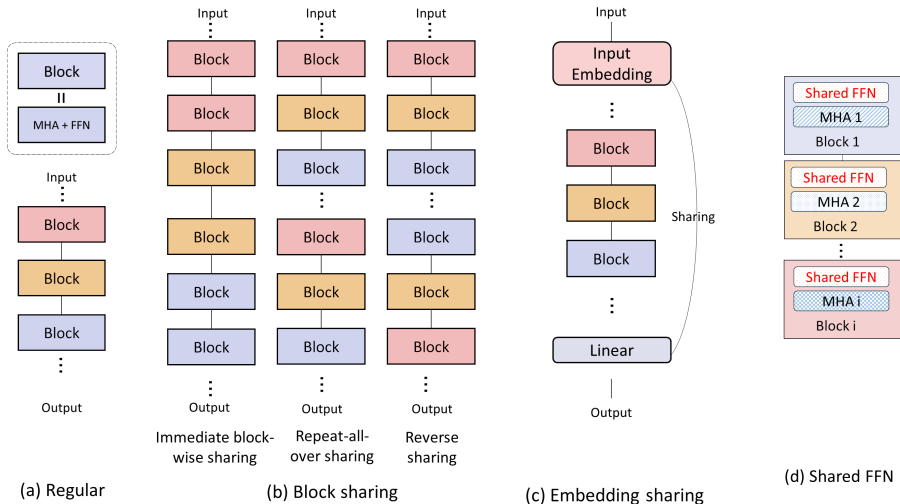 Block
=
MHA + FFN
Input
Block
Block
Block
Output
(a) Regular
Input
Block
Block
Block
Block
Block
Block
Output
Immediate block-
wise sharing
Input
Block
Block
Block
Block
Block
Block
Output
Repeat-all-
over sharing
Input
Block
Block
Block
Block
Block
Block
Output
Reverse
sharing
(b) Block sharing
Input
Input
Embedding
Block
Block
Block
Sharing
Linear
Output
(c) Embedding sharing
Shared FFN
MHA 1
Block 1
Shared FFN
MHA 2
Block 2
Shared FFN
MHA i
Block i
(d) Shared FFN